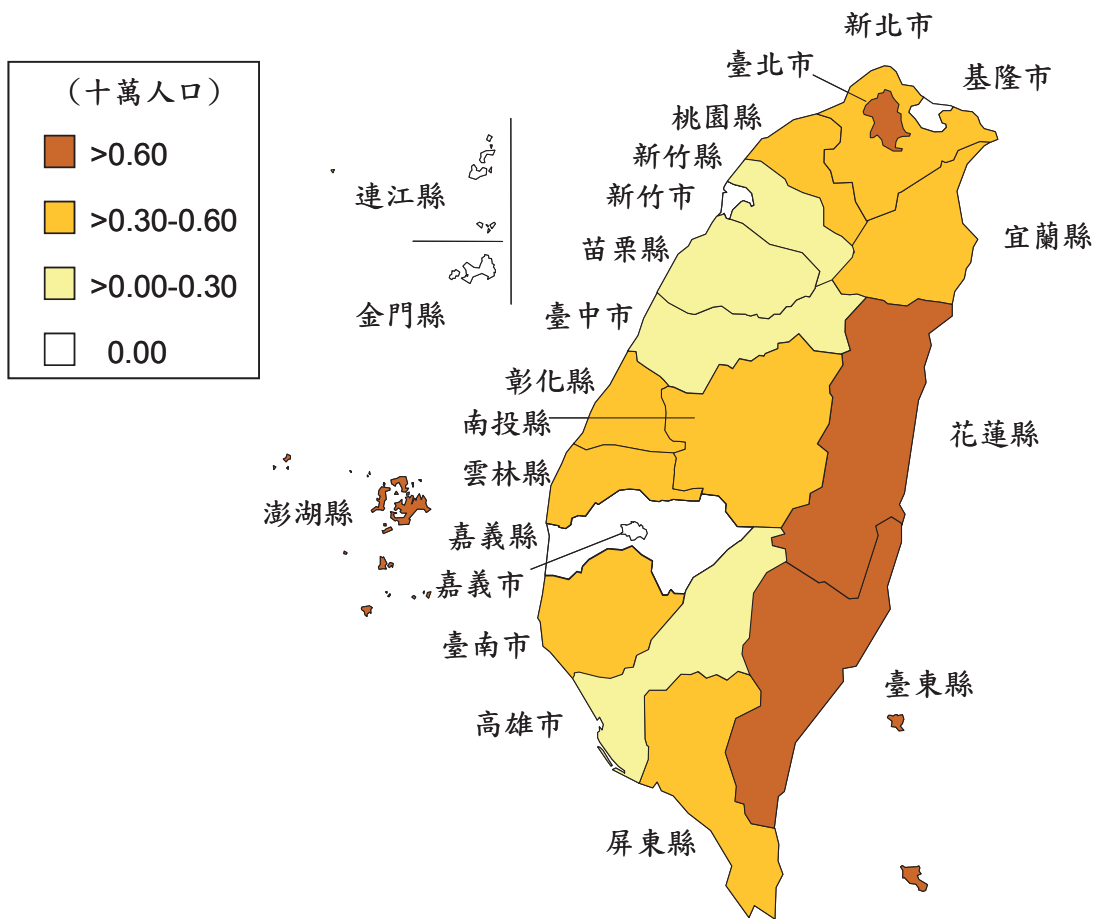 (十萬人口)
>0.60
>0.30-0.60
>0.00-0.30
0.00
新北市
臺北市
基隆市
桃園縣
新竹縣
新竹市
連江縣
苗栗縣
宜蘭縣
金門縣
臺中市
彰化縣
南投縣
花蓮縣
雲林縣
澎湖縣
嘉義縣
嘉義市
臺南市
臺東縣
高雄市
屏東縣